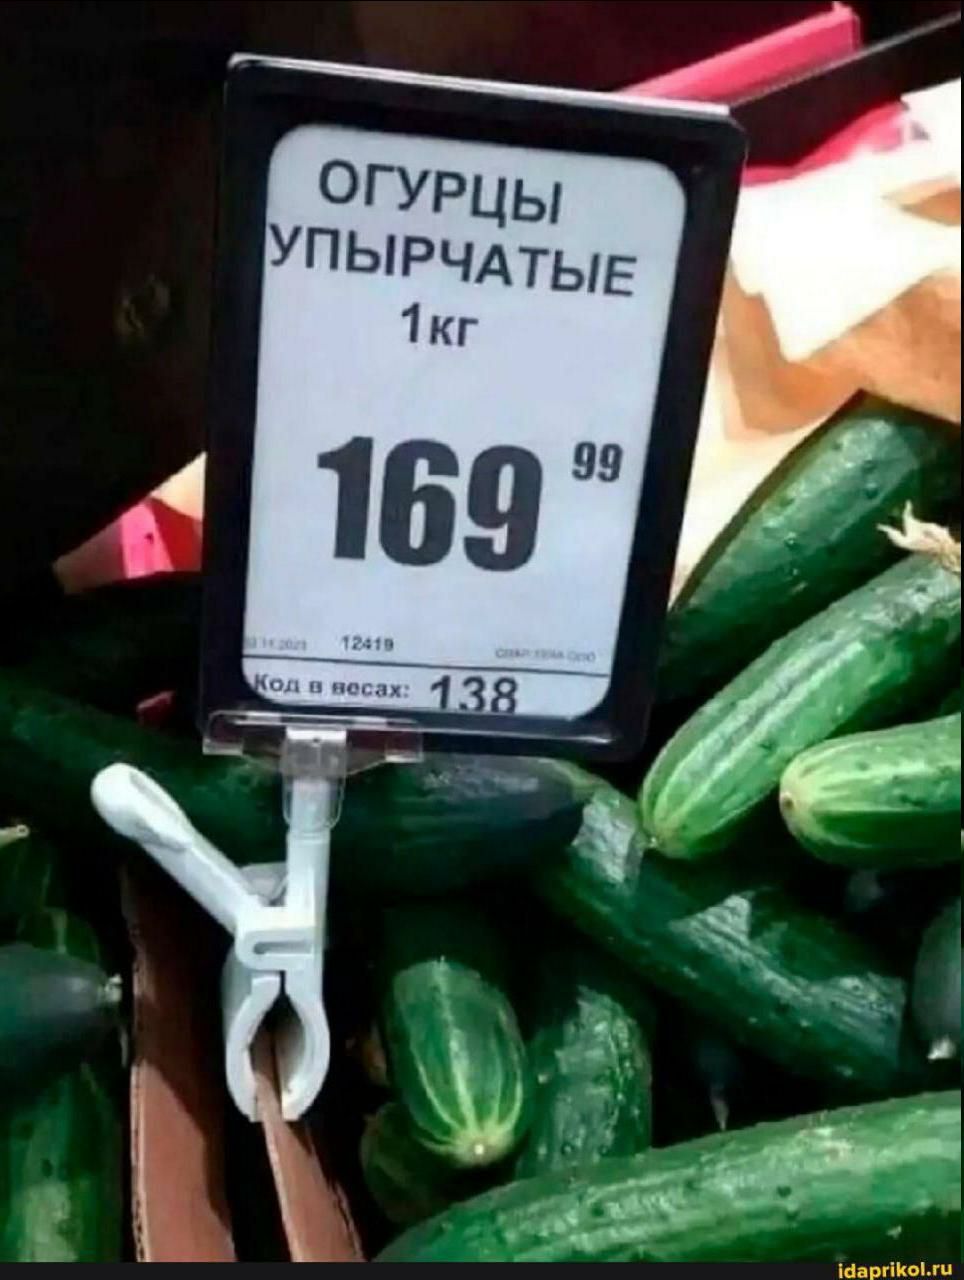 ОГУРЦЫ
УПЫРЧАТЫЕ
1кг
169 99
12419
Код в весах: 138
idaprikol.ru